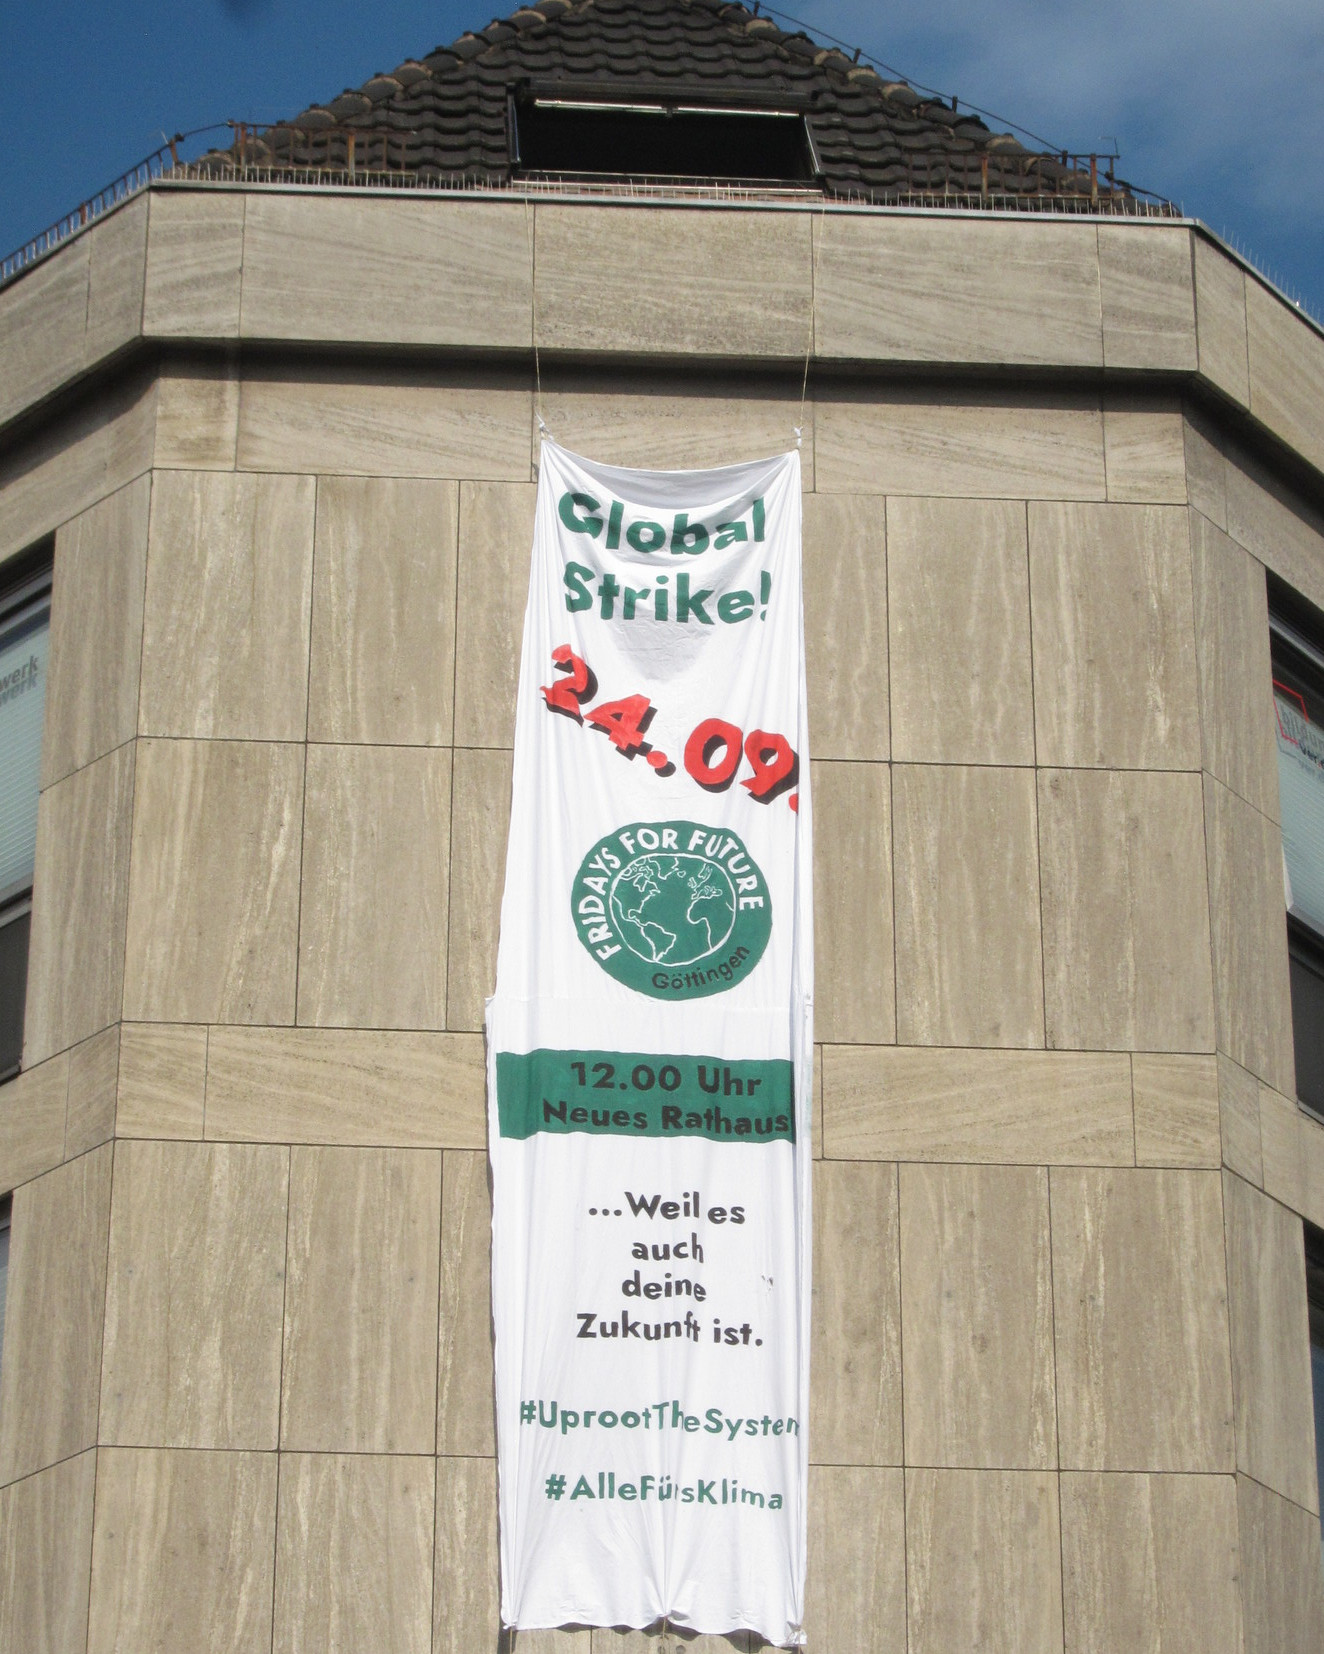 Global
Strike!
24.09.
FRIDAYS FOR FUTURE
Göttingen
12.00 Uhr
Neues Rathaus
...Weil es
auch
deine
Zukunft ist.
#UprootTheSystem
#AlleFürsKlima
werk
werk